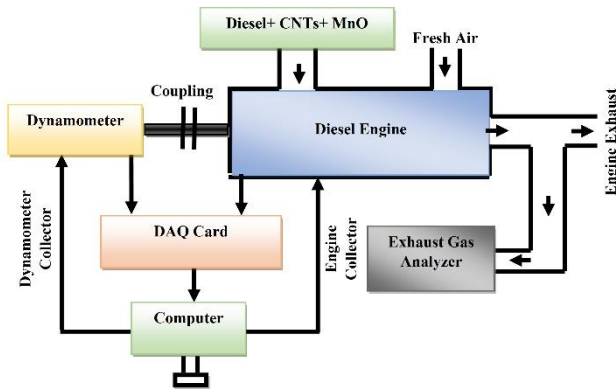 Diesel+ CNTs+ MnO
Fresh Air
Coupling
Dynamometer
Diesel Engine
Engine Exhaust
DAQ Card
Exhaust Gas
Analyzer
Dynamometer
Collector
Engine
Collector
Computer